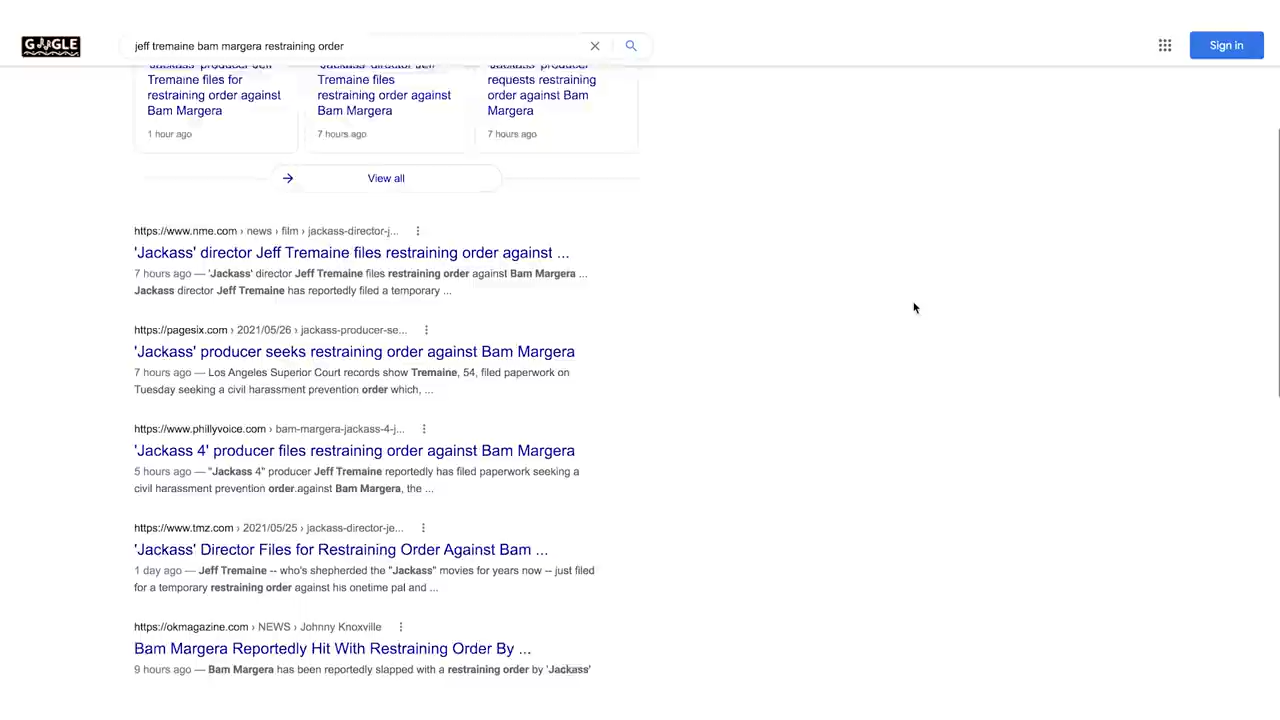 GOOGLE
jeff tremaine bam margera restraining order
Sign in
'Jackass' producer Jeff
Tremaine files for
restraining order against
Bam Margera
1 hour ago
'Jackass' director Jeff
Tremaine files
restraining order against
Bam Margera
7 hours ago
'Jackass' producer
requests restraining
order against Bam
Margera
7 hours ago
View all
https://www.nme.com › news › film › jackass-director-j...
'Jackass' director Jeff Tremaine files restraining order against ...
7 hours ago — 'Jackass' director Jeff Tremaine files restraining order against Bam Margera ...
Jackass director Jeff Tremaine has reportedly filed a temporary ...
https://pagesix.com › 2021/05/26 › jackass-producer-se...
'Jackass' producer seeks restraining order against Bam Margera
7 hours ago — Los Angeles Superior Court records show Tremaine, 54, filed paperwork on
Tuesday seeking a civil harassment prevention order which, ...
https://www.phillyvoice.com › bam-margera-jackass-4-j...
'Jackass 4' producer files restraining order against Bam Margera
5 hours ago — "Jackass 4" producer Jeff Tremaine reportedly has filed paperwork seeking a
civil harassment prevention order.against Bam Margera, the ...
https://www.tmz.com › 2021/05/25 › jackass-director-je...
'Jackass' Director Files for Restraining Order Against Bam ...
1 day ago — Jeff Tremaine -- who's shepherded the "Jackass" movies for years now -- just filed
for a temporary restraining order against his onetime pal and ...
https://okmagazine.com › NEWS › Johnny Knoxville
Bam Margera Reportedly Hit With Restraining Order By ...
9 hours ago — Bam Margera has been reportedly slapped with a restraining order by 'Jackass'